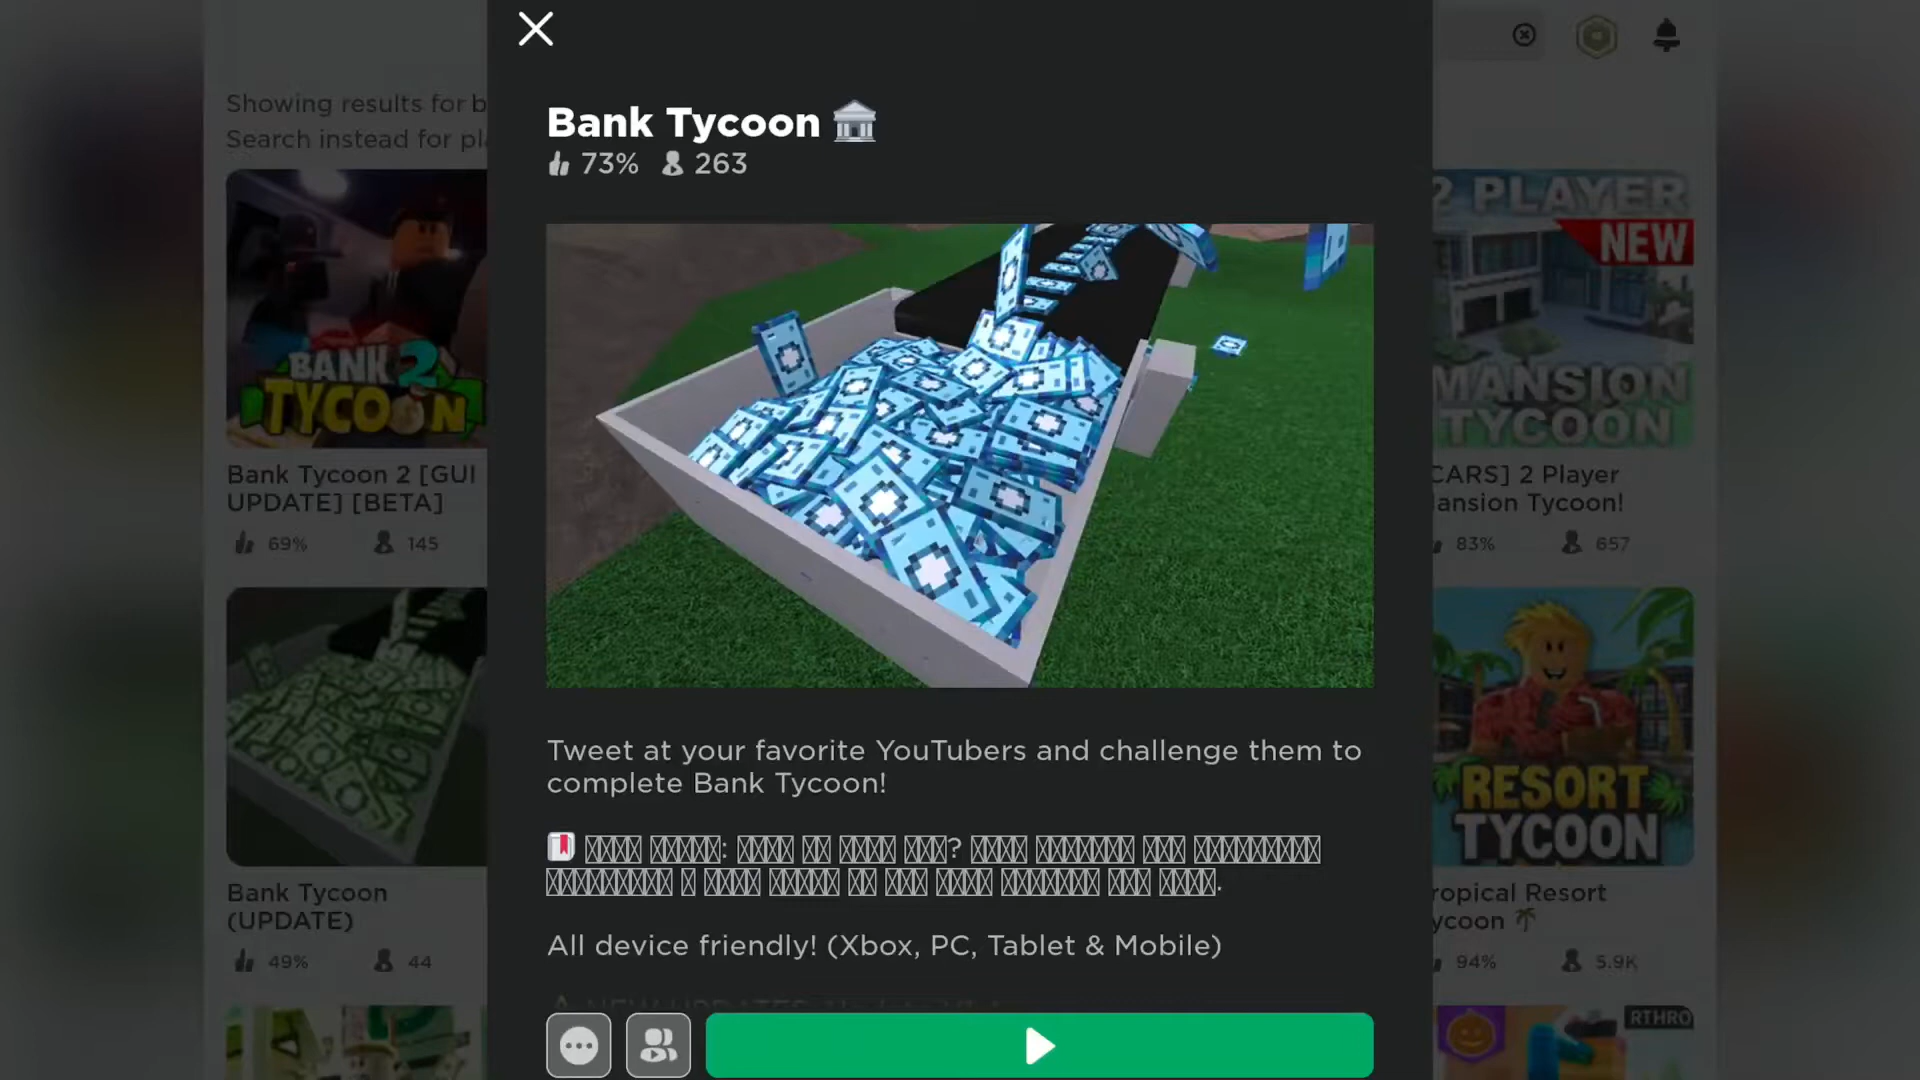 Showing results for b
Search instead for pl
BANK 2
TYCOON
Bank Tycoon 2 [GUI
UPDATE] [BETA]
69% 145
Bank Tycoon
(UPDATE)
49% 44
Bank Tycoon 🏛️
73% 263
Tweet at your favorite YouTubers and challenge them to
complete Bank Tycoon!
All device friendly! (Xbox, PC, Tablet & Mobile)
2 PLAYER
NEW
MANSION
TYCOON
CARS] 2 Player
ansion Tycoon!
83% 657
RESORT
TYCOON
ropical Resort
ycoon 🌴
94% 5.9K
RTHRO